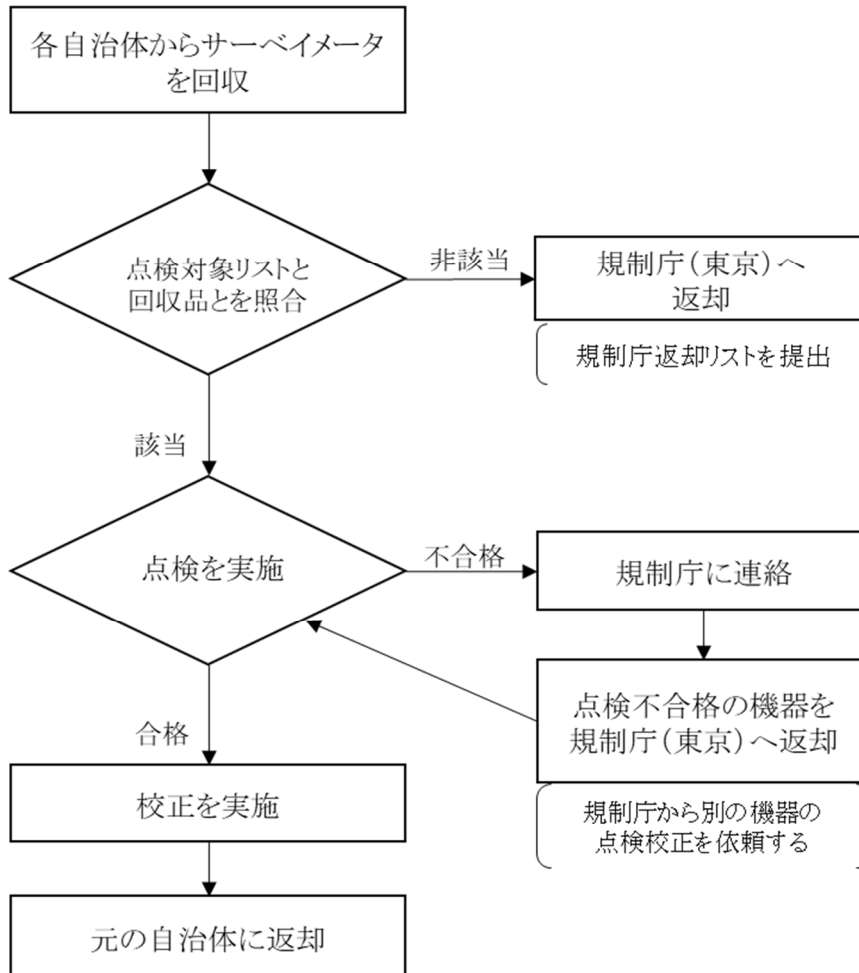 各自治体からサーベイメータ
を回収
点検対象リストと
回収品とを照合
非該当
規制庁（東京）へ
返却
規制庁返却リストを提出
該当
点検を実施
不合格
規制庁に連絡
点検不合格の機器を
規制庁（東京）へ返却
規制庁から別の機器の
点検校正を依頼する
合格
校正を実施
元の自治体に返却